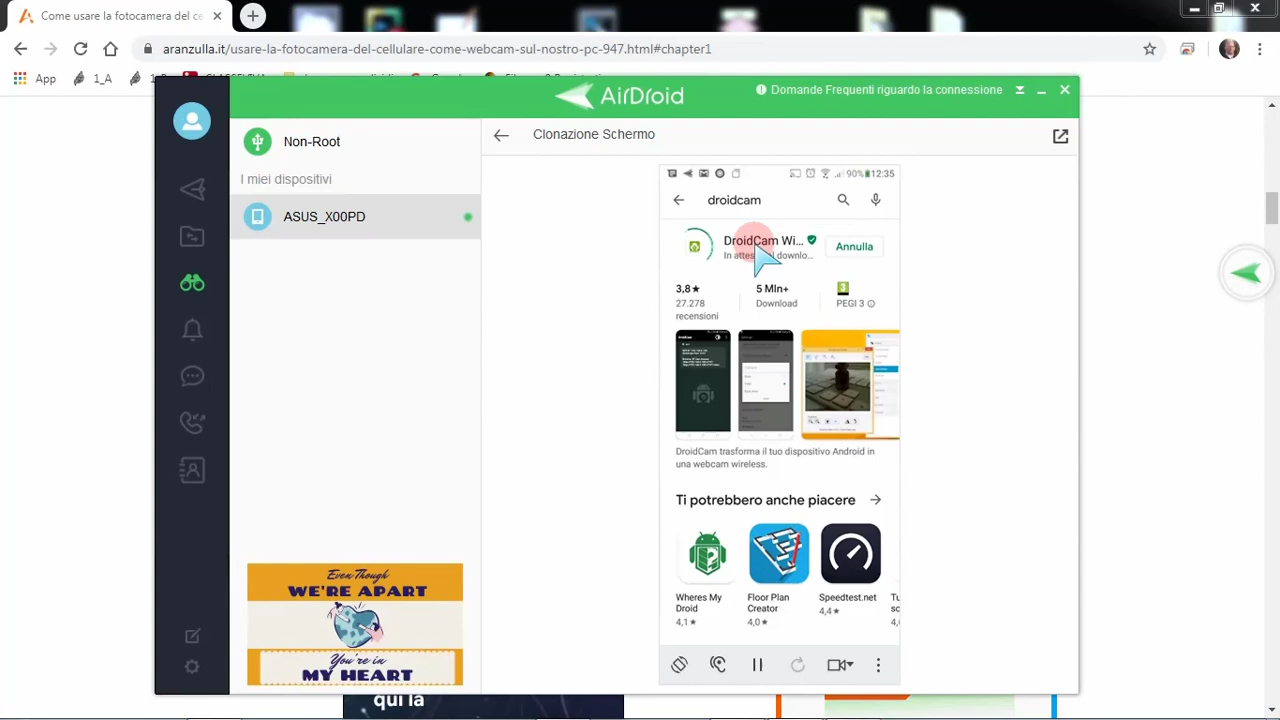 Come usare la fotocamera del ce
aranzulla.it/usare-la-fotocamera-del-cellulare-come-webcam-sul-nostro-pc-947.html#chapter1
App
1_A
AirDroid
Domande Frequenti riguardo la connessione
Non-Root
I miei dispositivi
ASUS_X00PD
Clonazione Schermo
90% 12:35
droidcam
DroidCam Wi...
In attes downlo...
Annulla
3,8★
27.278
recensioni
5 Mln+
Download
3
PEGI 3
DroidCam trasforma il tuo dispositivo Android in
una webcam wireless.
Ti potrebbero anche piacere
Wheres My
Droid
4,1★
Floor Plan
Creator
4,0★
Speedtest.net
4,4★
Even Though
WE'RE APART
You're in
MY HEART
qui la